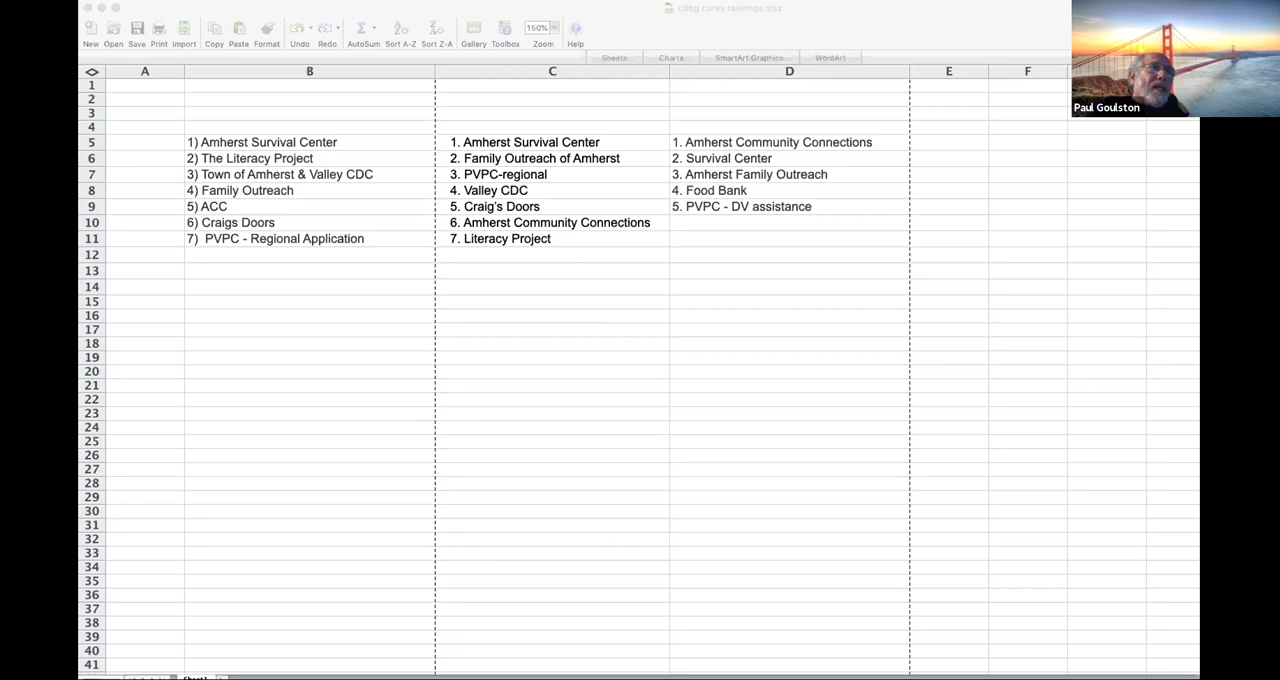 cdbg cares rankings.xlsx
New Open Save Print Import Copy Paste Format Undo Redo AutoSum Sort A-Z Sort Z-A Gallery Toolbox 150% Zoom Help
Sheets Charts SmartArt Graphics WordArt
A B C D E F
Paul Goulston
1
2
3
4
5 1) Amherst Survival Center 1. Amherst Survival Center 1. Amherst Community Connections
6 2) The Literacy Project 2. Family Outreach of Amherst 2. Survival Center
7 3) Town of Amherst & Valley CDC 3. PVPC-regional 3. Amherst Family Outreach
8 4) Family Outreach 4. Valley CDC 4. Food Bank
9 5) ACC 5. Craig's Doors 5. PVPC - DV assistance
10 6) Craigs Doors 6. Amherst Community Connections
11 7) PVPC - Regional Application 7. Literacy Project
12
13
14
15
16
17
18
19
20
21
22
23
24
25
26
27
28
29
30
31
32
33
34
35
36
37
38
39
40
41
Sheet1